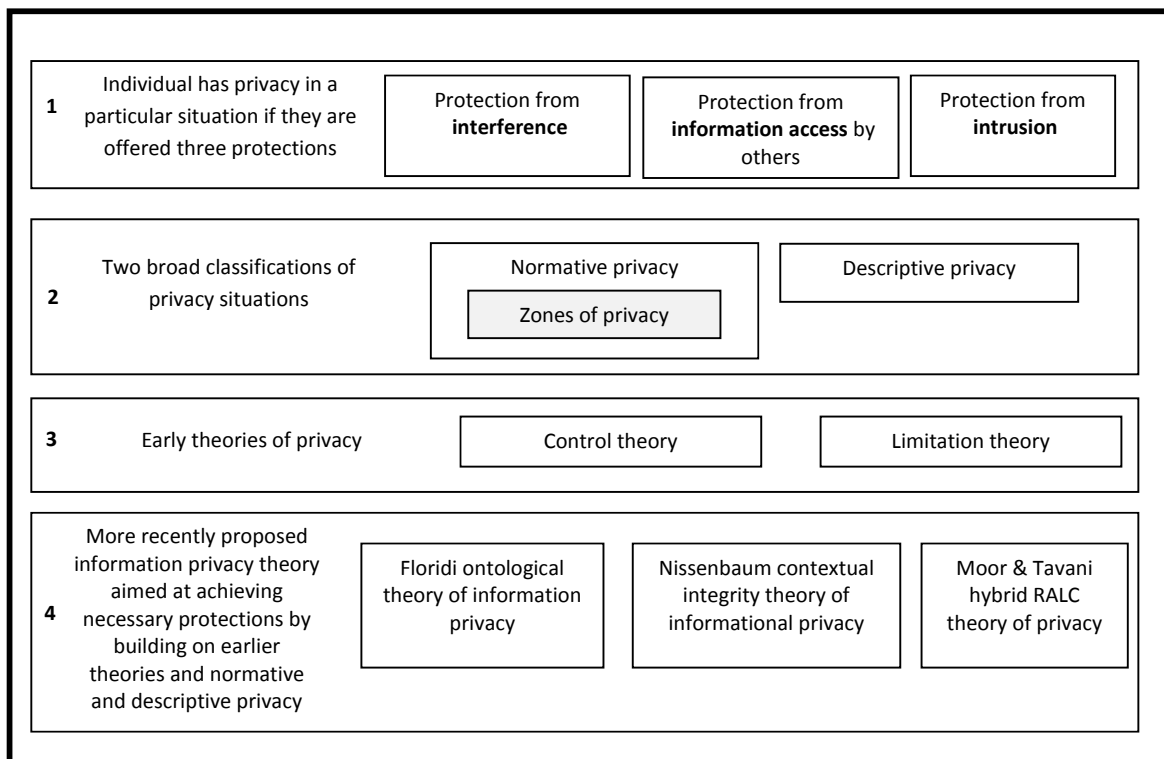 1
Individual has privacy in a
particular situation if they are
offered three protections
Protection from
interference
Protection from
information access by
others
Protection from
intrusion
2
Two broad classifications of
privacy situations
Normative privacy
Zones of privacy
Descriptive privacy
3
Early theories of privacy
Control theory
Limitation theory
4
More recently proposed
information privacy theory
aimed at achieving
necessary protections by
building on earlier
theories and normative
and descriptive privacy
Floridi ontological
theory of information
privacy
Nissenbaum contextual
integrity theory of
informational privacy
Moor & Tavani
hybrid RALC
theory of privacy